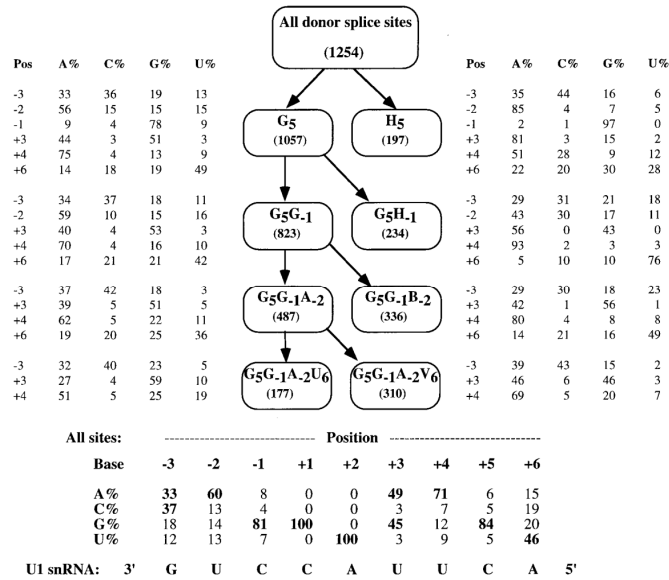 All donor splice sites
(1254)
Pos A% C% G% U%
-3 33 36 19 13
-2 56 15 15 15
-1 9 4 78 9
+3 44 3 51 3
+4 75 4 13 9
+6 14 18 19 49
G5
(1057)
H5
(197)
Pos A% C% G% U%
-3 35 44 16 6
-2 85 4 7 5
-1 2 1 97 0
+3 81 3 15 2
+4 51 28 9 12
+6 22 20 30 28
-3 34 37 18 11
-2 59 10 15 16
+3 40 4 53 3
+4 70 4 16 10
+6 17 21 21 42
G5G-1
(823)
G5H-1
(234)
-3 29 31 21 18
-2 43 30 17 11
+3 56 0 43 0
+4 93 2 3 3
+6 5 10 10 76
-3 37 42 18 3
+3 39 5 51 5
+4 62 5 22 11
+6 19 20 25 36
G5G-1A-2
(487)
G5G-1B-2
(336)
-3 29 30 18 23
+3 42 1 56 1
+4 80 4 8 8
+6 14 21 16 49
-3 32 40 23 5
+3 27 4 59 10
+4 51 5 25 19
G5G-1A-2U6
(177)
G5G-1A-2V6
(310)
-3 39 43 15 2
+3 46 6 46 3
+4 69 5 20 7
All sites: Position
Base -3 -2 -1 +1 +2 +3 +4 +5 +6
A% 33 60 8 0 0 49 71 6 15
C% 37 13 4 0 0 3 7 5 19
G% 18 14 81 100 0 45 12 84 20
U% 12 13 7 0 100 3 9 5 46
U1 snRNA: 3' G U C C A U U C A 5'